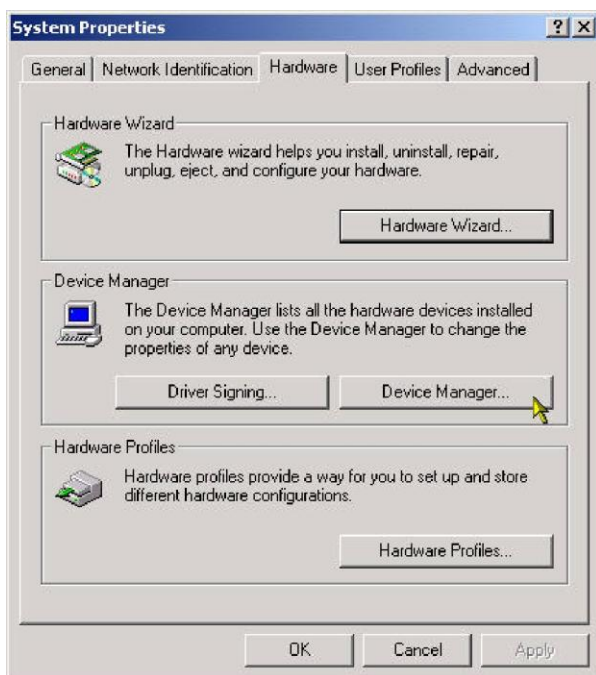 System Properties
General
Network Identification
Hardware
User Profiles
Advanced
Hardware Wizard
The Hardware wizard helps you install, uninstall, repair,
unplug, eject, and configure your hardware.
Hardware Wizard...
Device Manager
The Device Manager lists all the hardware devices installed
on your computer. Use the Device Manager to change the
properties of any device.
Driver Signing...
Device Manager...
Hardware Profiles
Hardware profiles provide a way for you to set up and store
different hardware configurations.
Hardware Profiles...
OK
Cancel
Apply